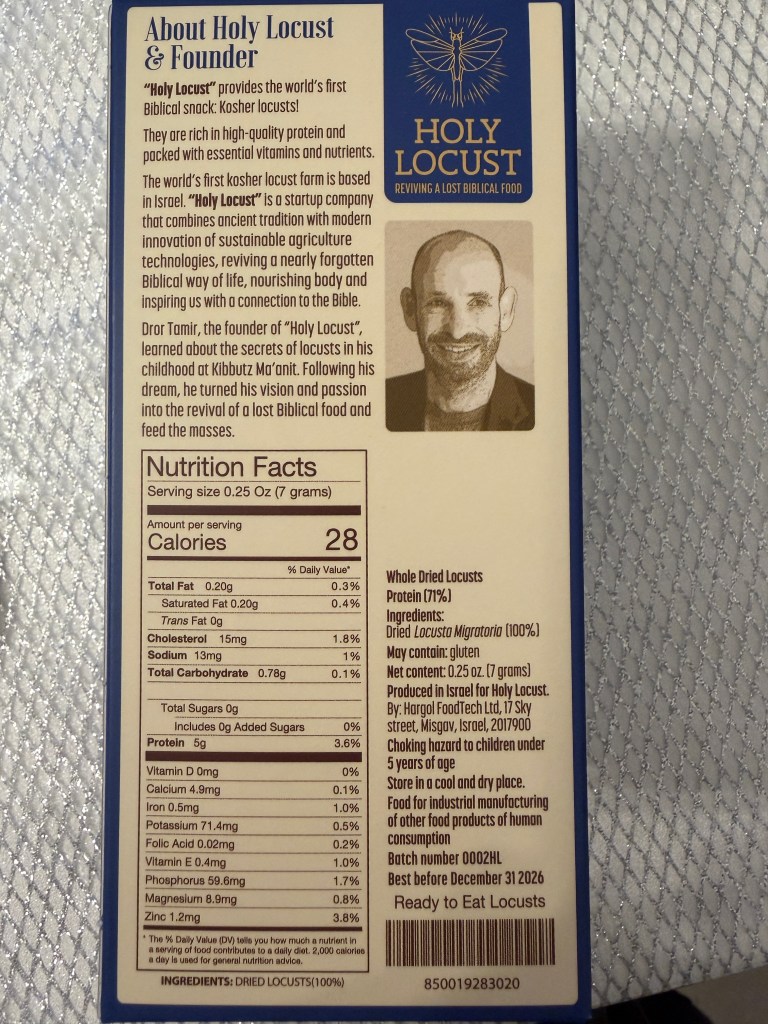 About Holy Locust
& Founder
"Holy Locust" provides the world's first
Biblical snack: Kosher locusts!
They are rich in high-quality protein and
packed with essential vitamins and nutrients.
The world's first kosher locust farm is based
in Israel. "Holy Locust" is a startup company
that combines ancient tradition with modern
innovation of sustainable agriculture
technologies, reviving a nearly forgotten
Biblical way of life, nourishing body and
inspiring us with a connection to the Bible.
Dror Tamir, the founder of "Holy Locust",
learned about the secrets of locusts in his
childhood at Kibbutz Ma'anit. Following his
dream, he turned his vision and passion
into the revival of a lost Biblical food and
feed the masses.
HOLY
LOCUST
REVIVING A LOST BIBLICAL FOOD
Nutrition Facts
Serving size 0.25 Oz (7 grams)
Amount per serving
Calories 28
% Daily Value*
Total Fat 0.20g 0.3%
Saturated Fat 0.20g 0.4%
Trans Fat 0g
Cholesterol 15mg 1.8%
Sodium 13mg 1%
Total Carbohydrate 0.78g 0.1%
Total Sugars 0g
Includes 0g Added Sugars 0%
Protein 5g 3.6%
Vitamin D 0mg 0%
Calcium 4.9mg 0.1%
Iron 0.5mg 1.0%
Potassium 71.4mg 0.5%
Folic Acid 0.02mg 0.2%
Vitamin E 0.4mg 1.0%
Phosphorus 59.6mg 1.7%
Magnesium 8.9mg 0.8%
Zinc 1.2mg 3.8%
* The % Daily Value (DV) tells you how much a nutrient in
a serving of food contributes to a daily diet. 2,000 calories
a day is used for general nutrition advice.
INGREDIENTS: DRIED LOCUSTS(100%)
Whole Dried Locusts
Protein (71%)
Ingredients:
Dried Locusta Migratoria (100%)
May contain: gluten
Net content: 0.25 oz. (7 grams)
Produced in Israel for Holy Locust.
By: Hargol FoodTech Ltd, 17 Sky
street, Misgav, Israel, 2017900
Choking hazard to children under
5 years of age
Store in a cool and dry place.
Food for industrial manufacturing
of other food products of human
consumption
Batch number 0002HL
Best before December 31 2026
Ready to Eat Locusts
850019283020